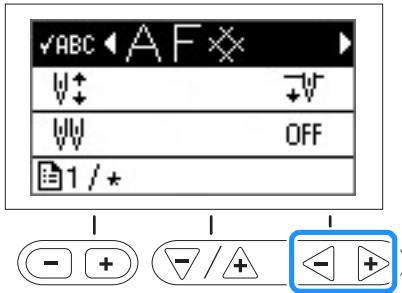 √ABC A F
OFF
1 / *
- + / + - +